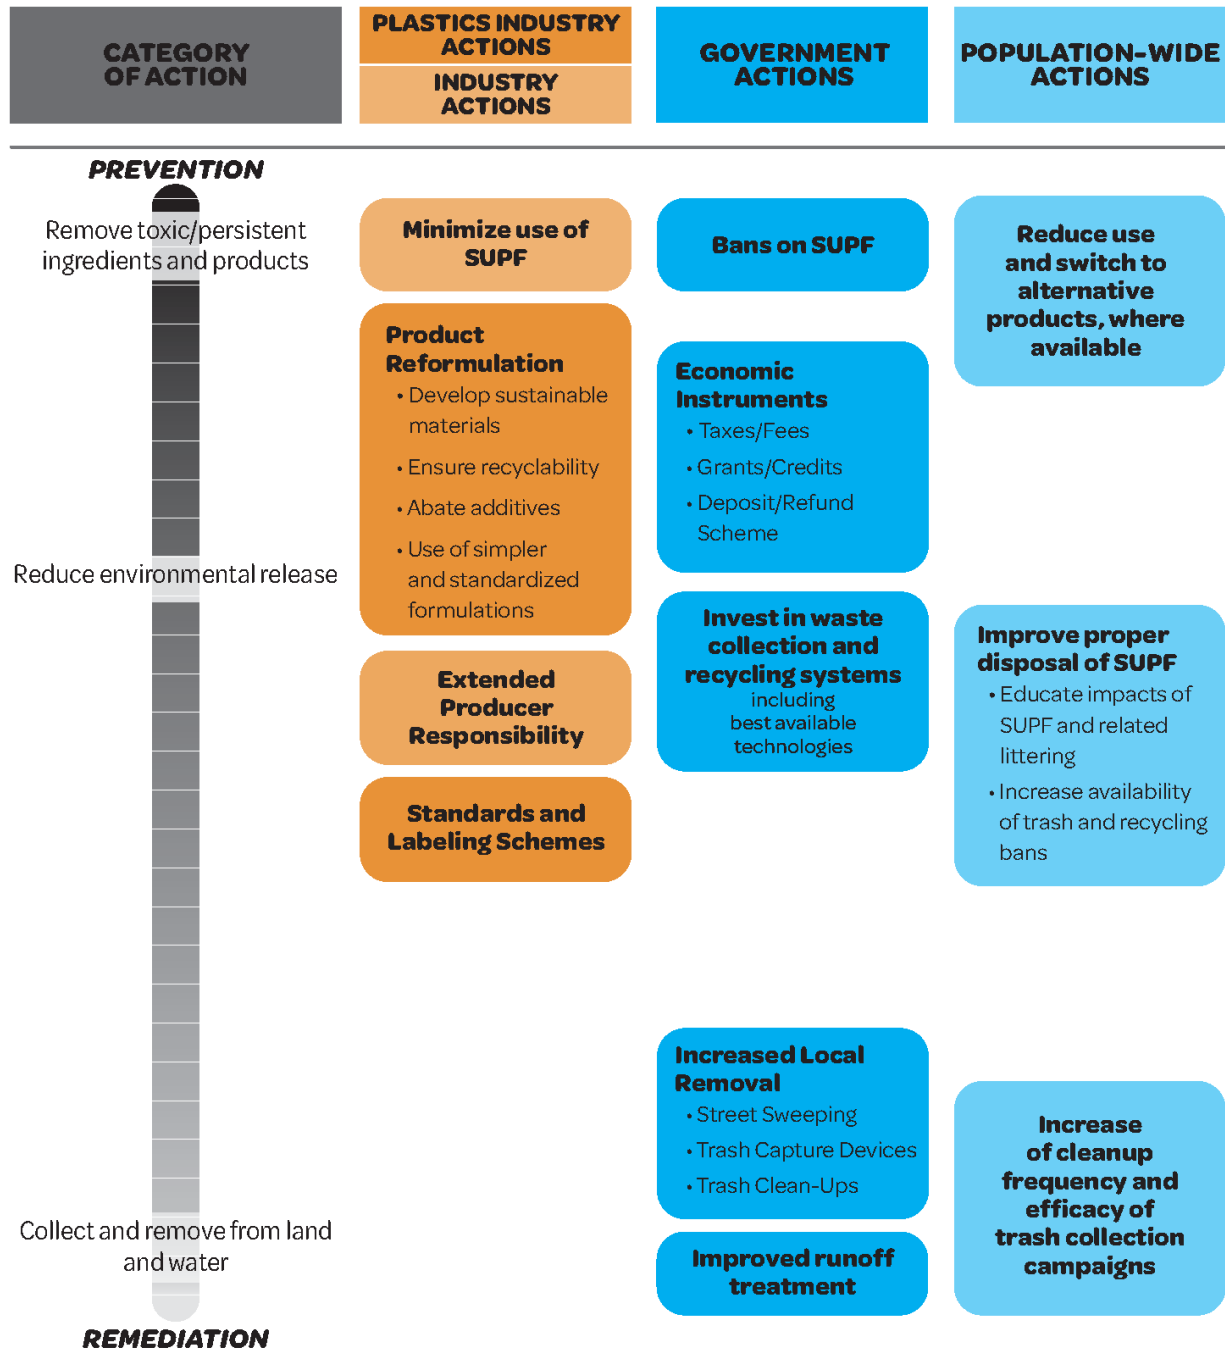 CATEGORY
OF ACTION
PLASTICS INDUSTRY
ACTIONS
INDUSTRY
ACTIONS
GOVERNMENT
ACTIONS
POPULATION-WIDE
ACTIONS
PREVENTION
Remove toxic/persistent
ingredients and products
Reduce environmental release
Collect and remove from land
and water
REMEDIATION
Minimize use of
SUPF
Product
Reformulation
• Develop sustainable
materials
• Ensure recyclability
• Abate additives
• Use of simpler
and standardized
formulations
Extended
Producer
Responsibility
Standards and
Labeling Schemes
Bans on SUPF
Economic
Instruments
• Taxes/Fees
• Grants/Credits
• Deposit/Refund
Scheme
Invest in waste
collection and
recycling systems
including
best available
technologies
Increased Local
Removal
• Street Sweeping
• Trash Capture Devices
• Trash Clean-Ups
Improved runoff
treatment
Reduce use
and switch to
alternative
products, where
available
Improve proper
disposal of SUPF
• Educate impacts of
SUPF and related
littering
• Increase availability
of trash and recycling
bans
Increase
of cleanup
frequency and
efficacy of
trash collection
campaigns